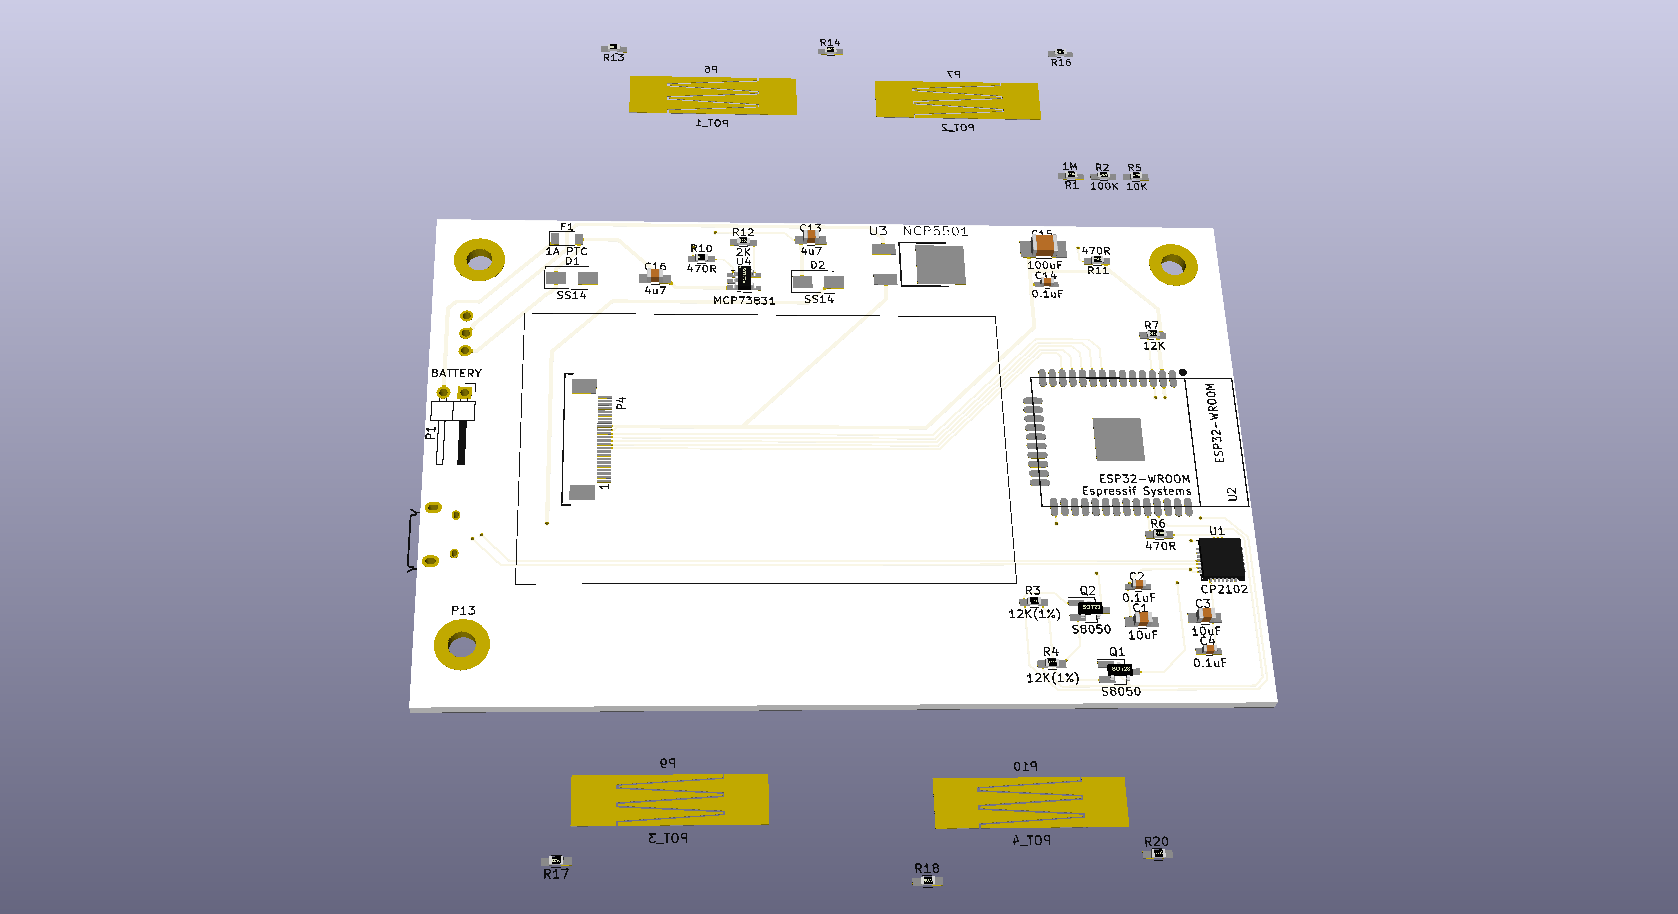 R13
R14
R16
P6
P7
POT_1
POT_2
1M
R2
R5
R1
100K
10K
F1
1A PTC
D1
SS14
C16
4u7
R10
470R
R12
2K
U4
MCP73831
C13
4u7
D2
SS14
U3
NCP5501
C15
100uF
C14
0.1uF
470R
R11
R7
12K
BATTERY
P1
P4
1
ESP32-WROOM
ESP32-WROOM
Espressif Systems
U2
R6
470R
U1
CP2102
P13
R3
12K(1%)
Q2
SOT23
S8050
C2
0.1uF
C1
10uF
C3
10uF
C4
0.1uF
R4
12K(1%)
Q1
SOT23
S8050
P9
P10
POT_3
POT_4
R17
R18
R20